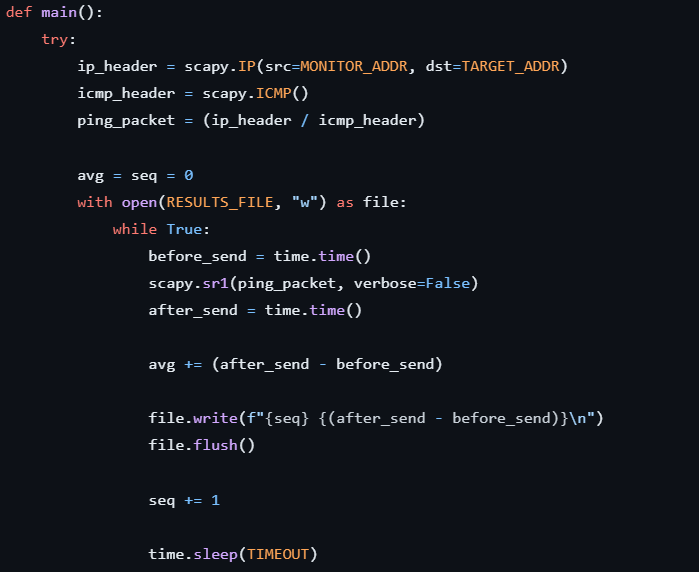 def main():
    try:
        ip_header = scapy.IP(src=MONITOR_ADDR, dst=TARGET_ADDR)
        icmp_header = scapy.ICMP()
        ping_packet = (ip_header / icmp_header)

        avg = seq = 0
        with open(RESULTS_FILE, "w") as file:
            while True:
                before_send = time.time()
                scapy.sr1(ping_packet, verbose=False)
                after_send = time.time()

                avg += (after_send - before_send)

                file.write(f"{seq} {(after_send - before_send)}\n")
                file.flush()

                seq += 1

                time.sleep(TIMEOUT)